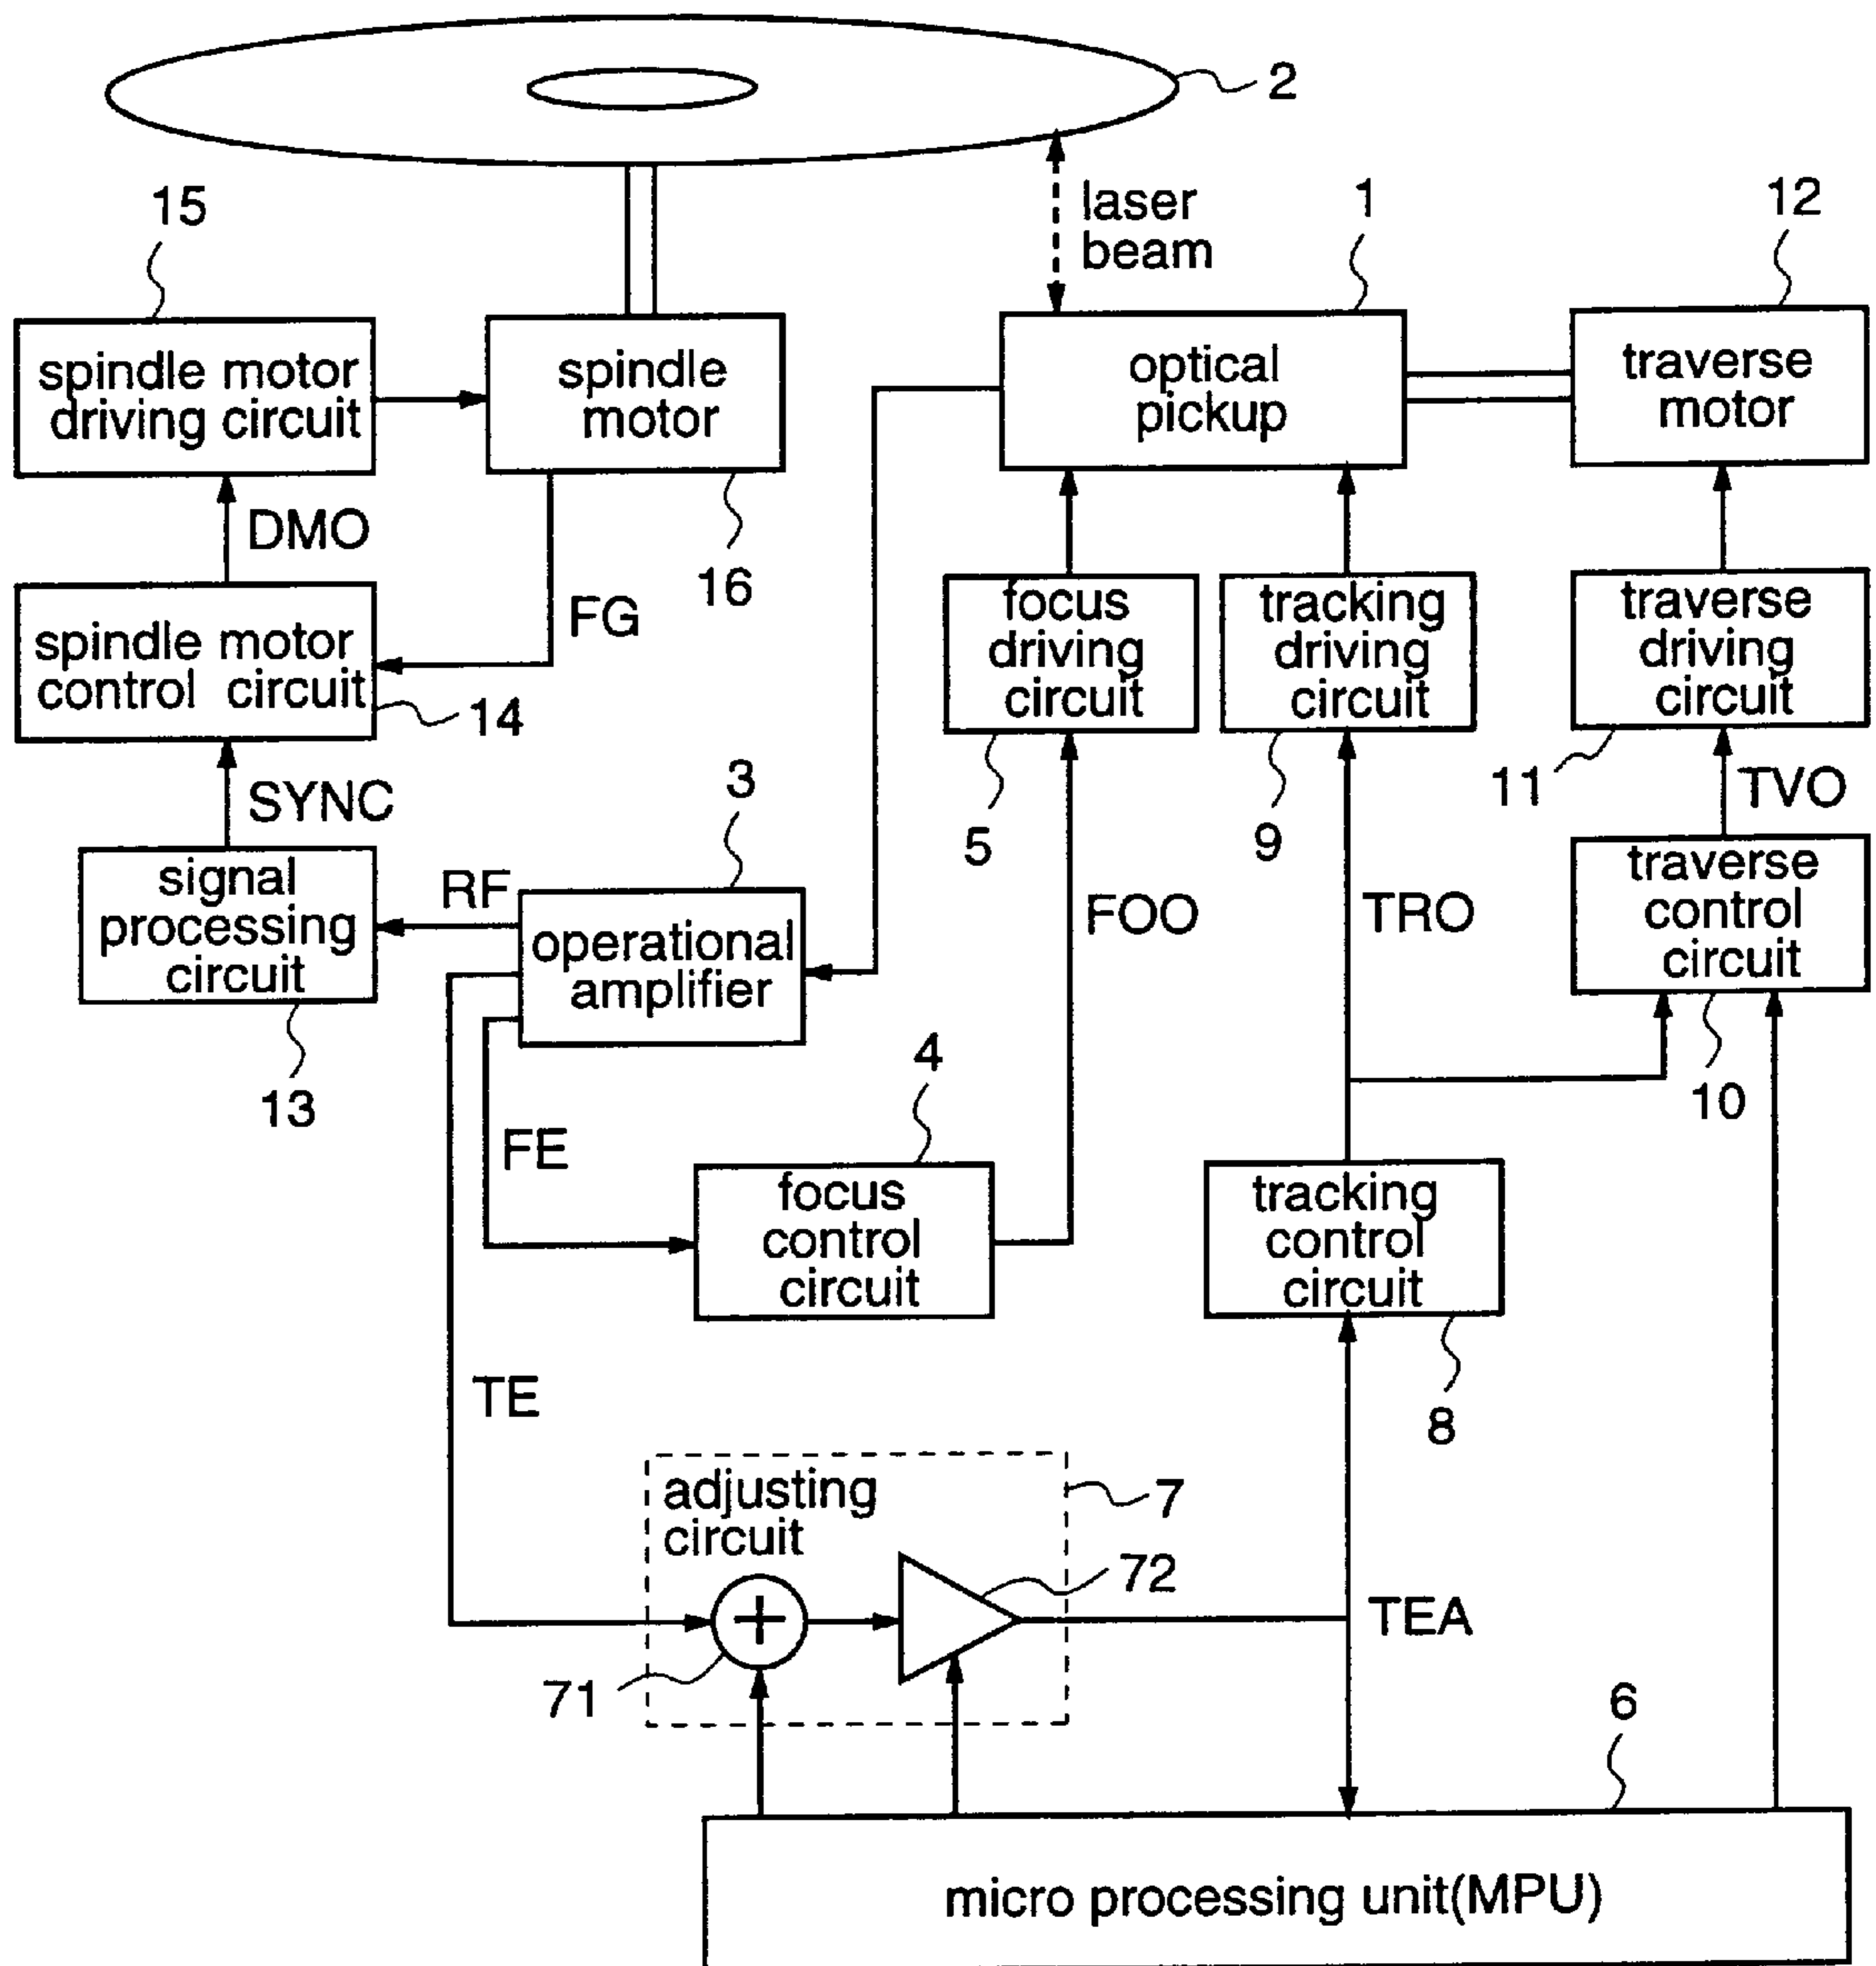 2
15
laser
beam
1
12
spindle motor
driving circuit
spindle
motor
optical
pickup
traverse
motor
DMO
16
FG
spindle motor
control circuit
14
focus
driving
circuit
tracking
driving
circuit
traverse
driving
circuit
5
9
11
TVO
SYNC
3
signal
processing
circuit
RF
operational
amplifier
FOO
TRO
traverse
control
circuit
13
4
10
FE
focus
control
circuit
tracking
control
circuit
8
TE
adjusting
circuit
7
72
+
71
TEA
6
micro processing unit(MPU)